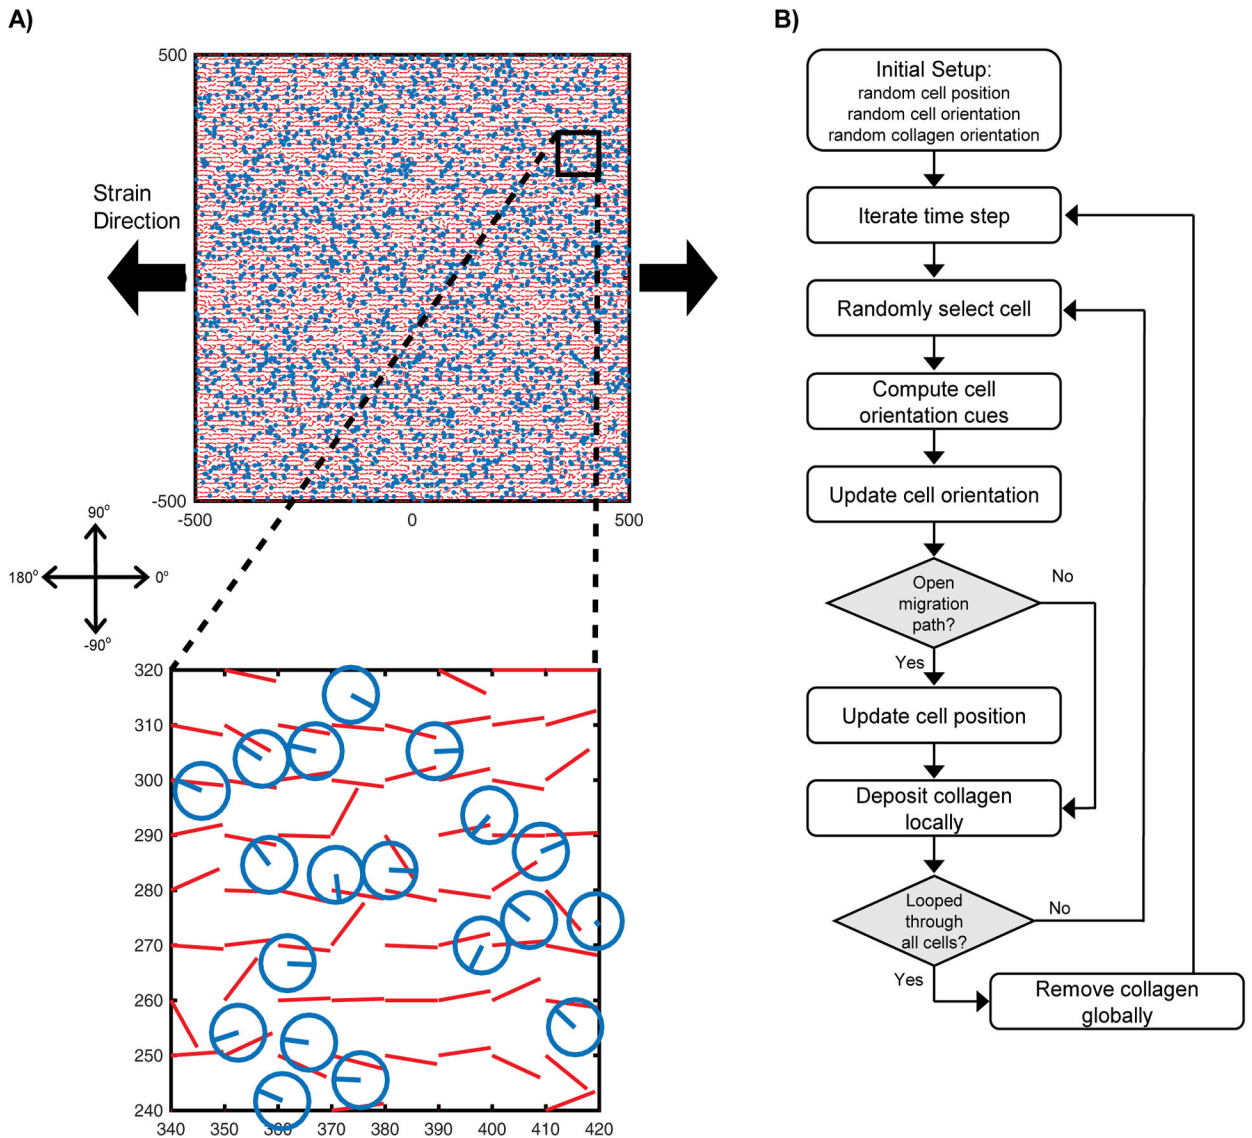 A)
500
Strain
Direction
-500
-500
0
500
90°
180°
0°
-90°
320
310
300
290
280
270
260
250
240
340
350
360
370
380
390
400
410
420
B)
Initial Setup:
random cell position
random cell orientation
random collagen orientation
Iterate time step
Randomly select cell
Compute cell
orientation cues
Update cell orientation
Open
migration
path?
No
Yes
Update cell position
Deposit collagen
locally
Looped
through
all cells?
No
Yes
Remove collagen
globally